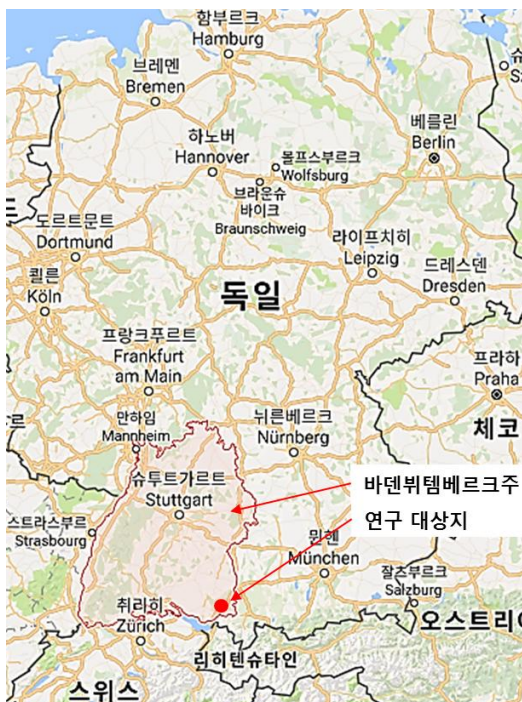 함부르크
Hamburg
브레멘
Bremen
베를린
Berlin
하노버
Hannover
볼프스부르크
Wolfsburg
브라운슈
바이크
Braunschweig
도르트문트
Dortmund
라이프치히
Leipzig
드레스덴
Dresden
쾰른
Köln
독일
프랑크푸르트
Frankfurt
am Main
프라하
Praha
만하임
Mannheim
뉘른베르크
Nürnberg
체코
슈투트가르트
Stuttgart
바덴뷔템베르크주
연구 대상지
스트라스부르
Strasbourg
뮌헨
München
잘츠부르크
Salzburg
취리히
Zürich
오스트리아
리히텐슈타인
스위스